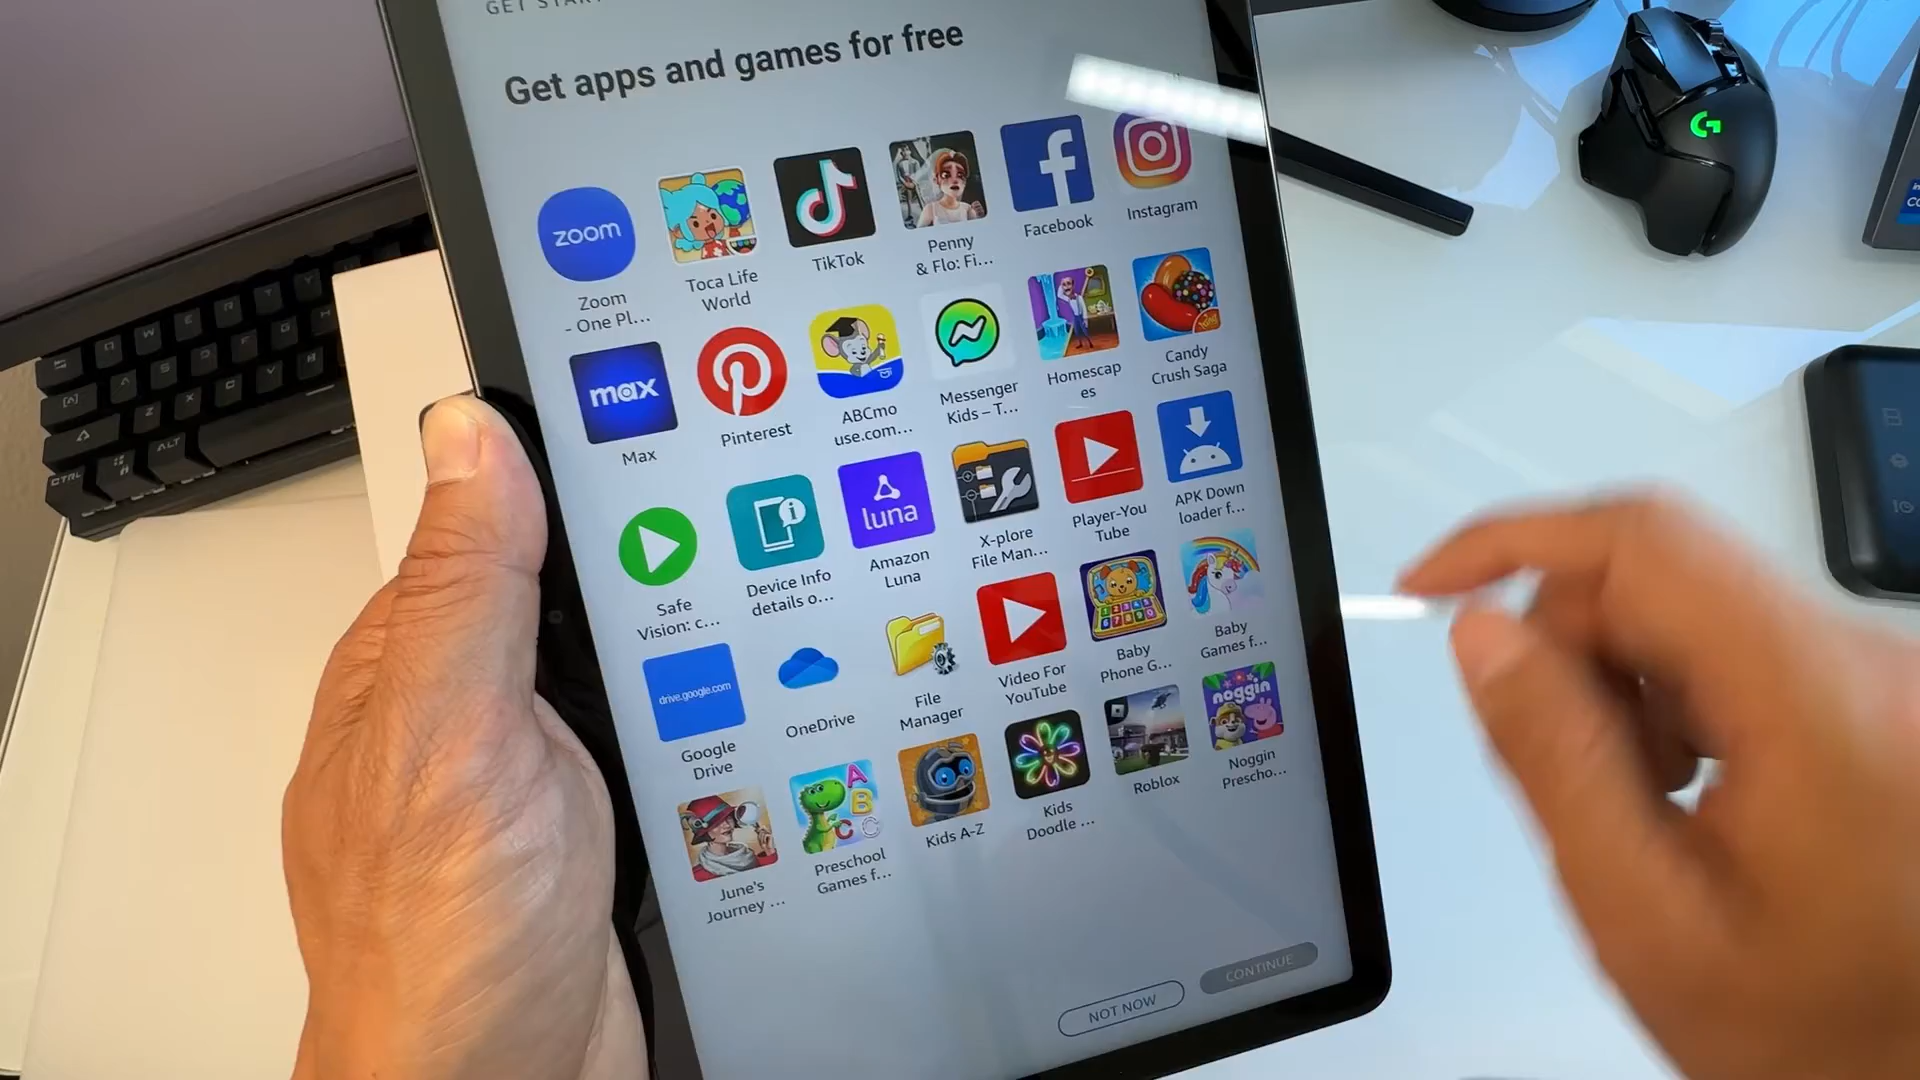 GET STAR
Get apps and games for free
zoom
Zoom
- One Pl...
Toca Life
World
TikTok
Penny
& Flo: Fi...
Facebook
Instagram
max
Max
Pinterest
ABCmo
use.com...
Messenger
Kids – T...
Homescap
es
King
Candy
Crush Saga
Safe
Vision: c...
Device Info
details o...
luna
Amazon
Luna
X-plore
File Man...
Player-You
Tube
APK Down
loader f...
drive.google.com
Google
Drive
OneDrive
File
Manager
Video For
YouTube
Baby
Phone G...
Baby
Games f...
June's
Journey ...
A
B
C C
Preschool
Games f...
Kids A-Z
Kids
Doodle ...
Roblox
noggin
Noggin
Prescho...
NOT NOW
CONTINUE
ALT
CTRL